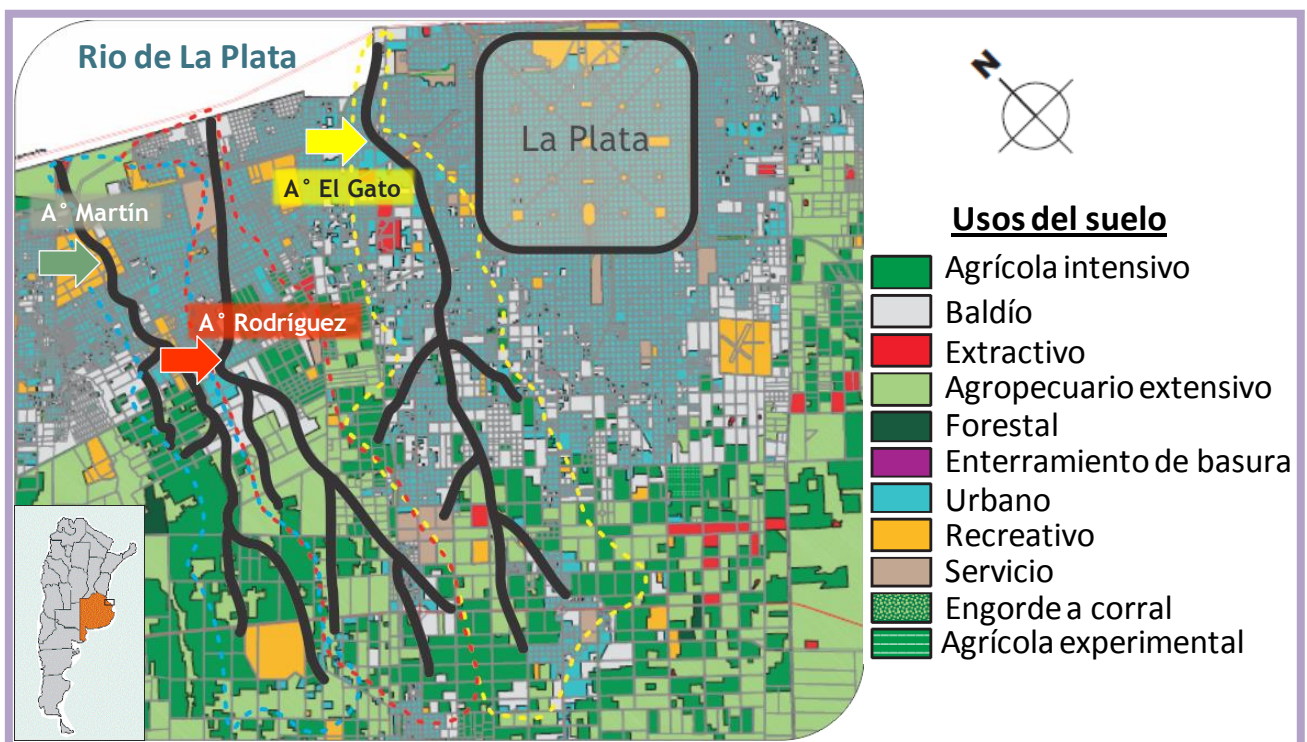 Rio de La Plata
La Plata
A° El Gato
A° Martín
A° Rodríguez
N
Usos del suelo
Agrícola intensivo
Baldío
Extractivo
Agropecuario extensivo
Forestal
Enterramiento de basura
Urbano
Recreativo
Servicio
Engorde a corral
Agrícola experimental